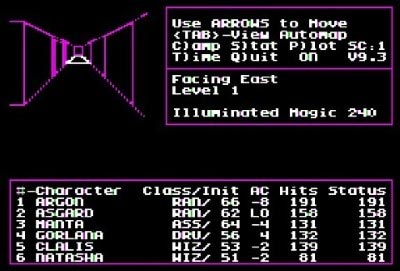 Use ARROWS to Move
<TAB>-View Automap
C)amp S)tat P)ilot SC:1
T)ime Q)uit ON V9.3
Facing East
Level 1
Illuminated Magic 240
#-Character Class/Init AC Hits Status
1 ARGON RAN/ 66 -8 191 191
2 ASGARD RAN/ 62 LO 158 158
3 MANTA ASS/ 64 -4 131 131
4 GORLANA DRU/ 56 -4 132 132
5 CLALIS WIZ/ 53 -2 139 139
6 NATASHA WIZ/ 51 -2 81 81